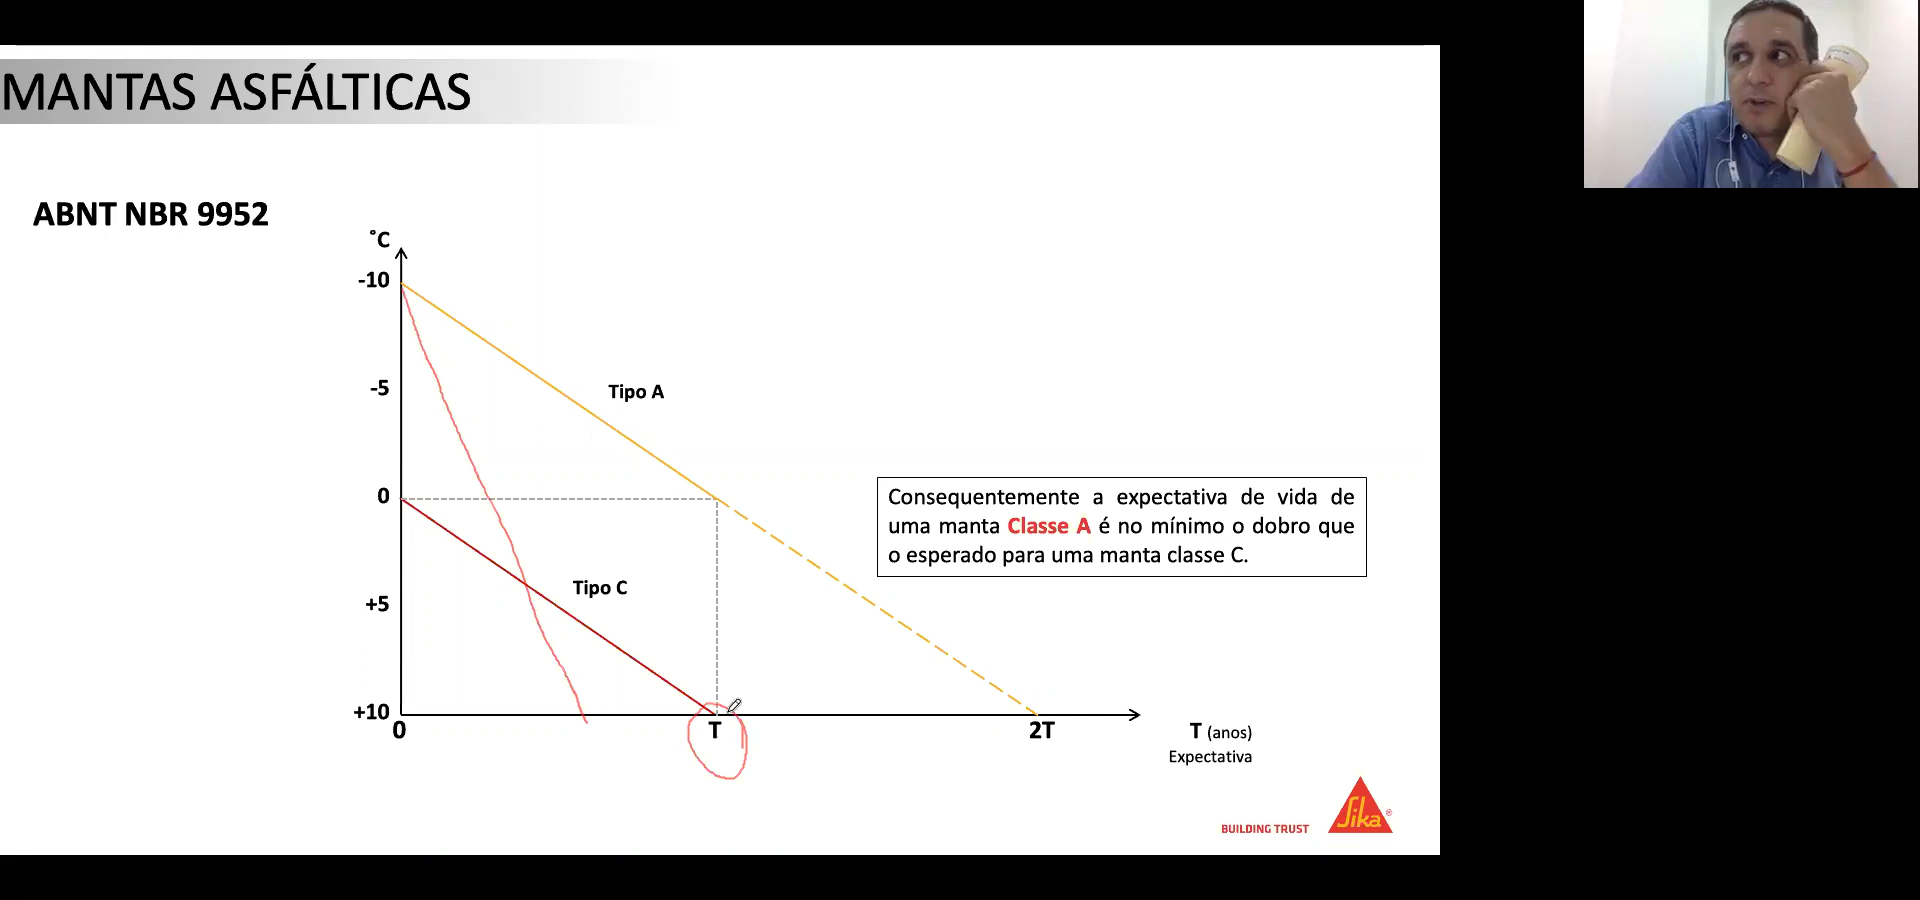 MANTAS ASFÁLTICAS
ABNT NBR 9952
°C
-10
-5
Tipo A
0
Consequentemente a expectativa de vida de
uma manta Classe A é no mínimo o dobro que
o esperado para uma manta classe C.
Tipo C
+5
+10
0
T
2T
T (anos)
Expectativa
BUILDING TRUST
Sika®